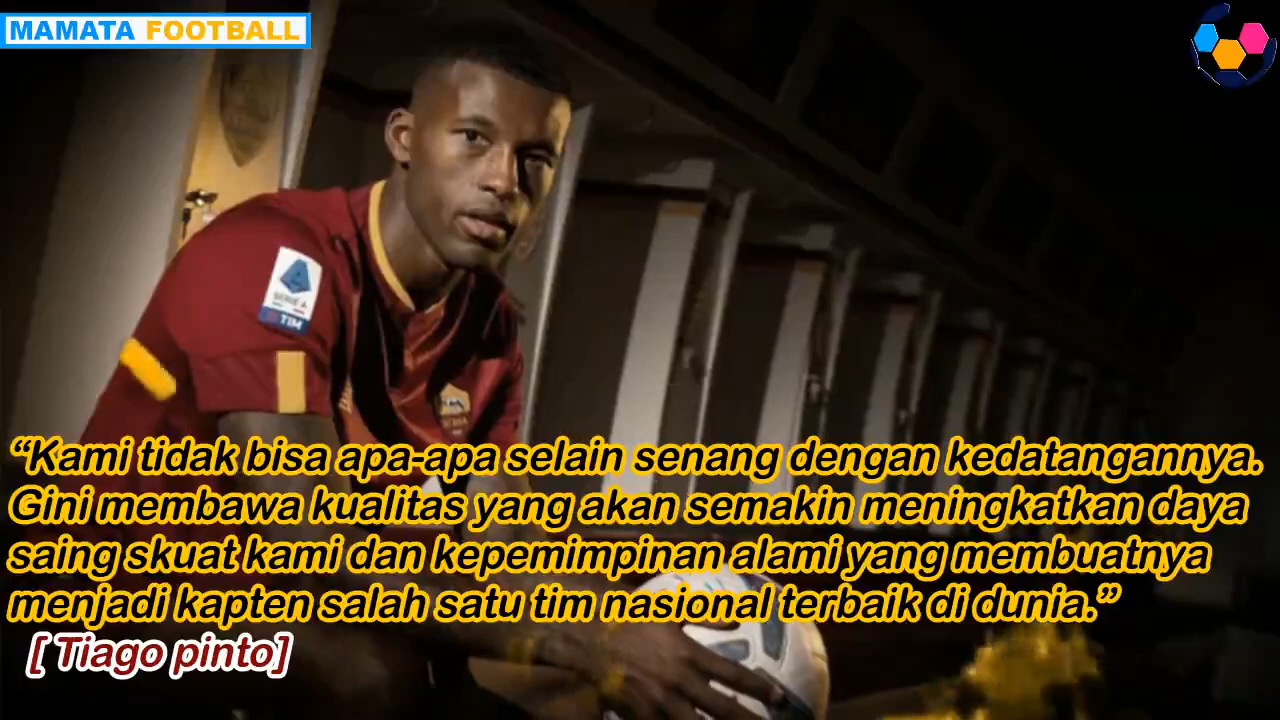 MAMATA FOOTBALL
SERIE A
TIM
“Kami tidak bisa apa-apa selain senang dengan kedatangannya.
Gini membawa kualitas yang akan semakin meningkatkan daya
saing skuat kami dan kepemimpinan alami yang membuatnya
menjadi kapten salah satu tim nasional terbaik di dunia.”
[ Tiago pinto]